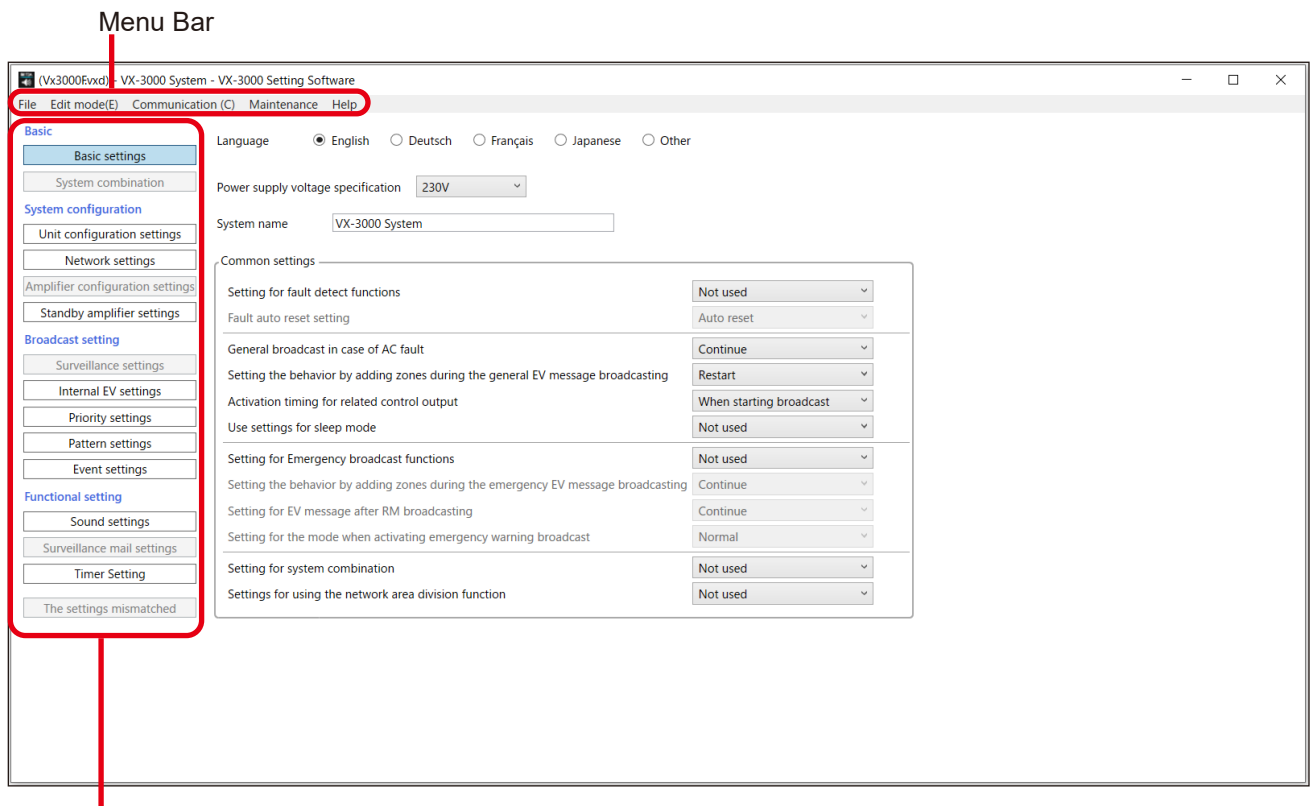 Menu Bar
(Vx3000F.vxd) - VX-3000 System - VX-3000 Setting Software
File Edit mode(E) Communication (C) Maintenance Help
Basic
Basic settings
System combination
System configuration
Unit configuration settings
Network settings
Amplifier configuration settings
Standby amplifier settings
Broadcast setting
Surveillance settings
Internal EV settings
Priority settings
Pattern settings
Event settings
Functional setting
Sound settings
Surveillance mail settings
Timer Setting
The settings mismatched
Language English Deutsch Français Japanese Other
Power supply voltage specification 230V
System name VX-3000 System
Common settings
Setting for fault detect functions Not used
Fault auto reset setting Auto reset
General broadcast in case of AC fault Continue
Setting the behavior by adding zones during the general EV message broadcasting Restart
Activation timing for related control output When starting broadcast
Use settings for sleep mode Not used
Setting for Emergency broadcast functions Not used
Setting the behavior by adding zones during the emergency EV message broadcasting Continue
Setting for EV message after RM broadcasting Continue
Setting for the mode when activating emergency warning broadcast Normal
Setting for system combination Not used
Settings for using the network area division function Not used